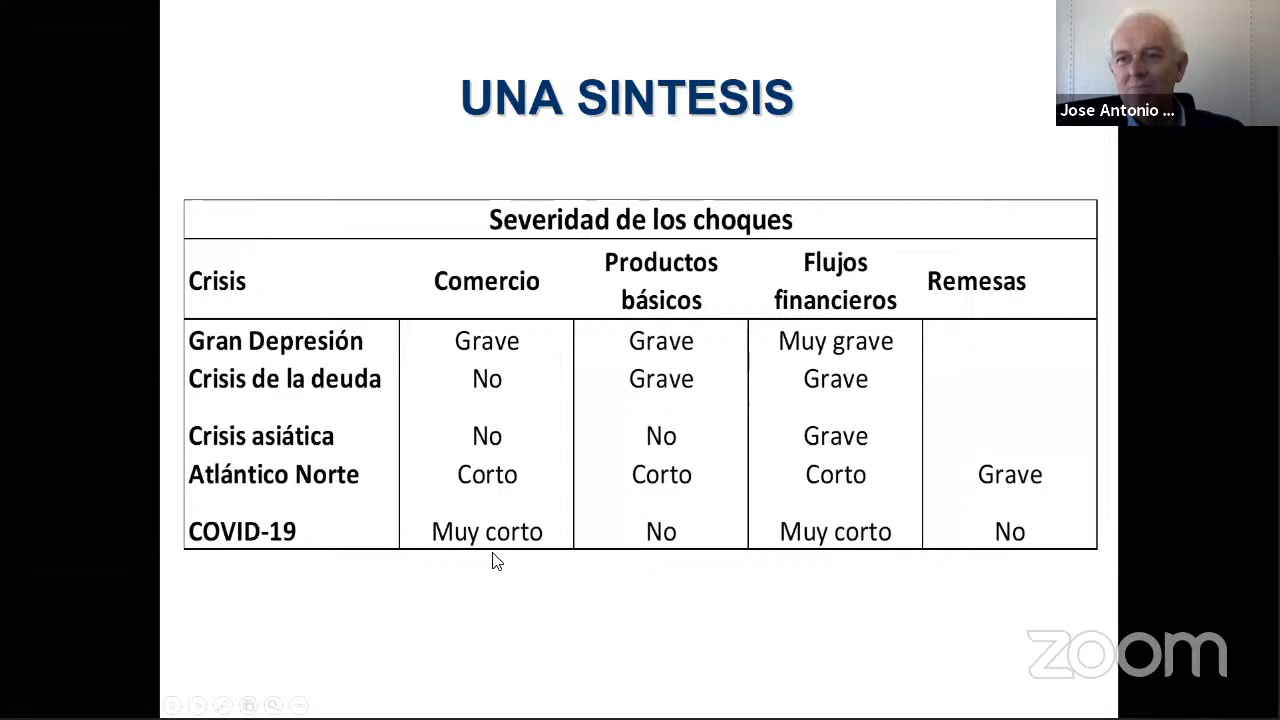 UNA SINTESIS
Jose Antonio ...
Severidad de los choques
Crisis Comercio Productos básicos Flujos financieros Remesas
Gran Depresión Grave Grave Muy grave
Crisis de la deuda No Grave Grave
Crisis asiática No No Grave
Atlántico Norte Corto Corto Corto Grave
COVID-19 Muy corto No Muy corto No
zoom